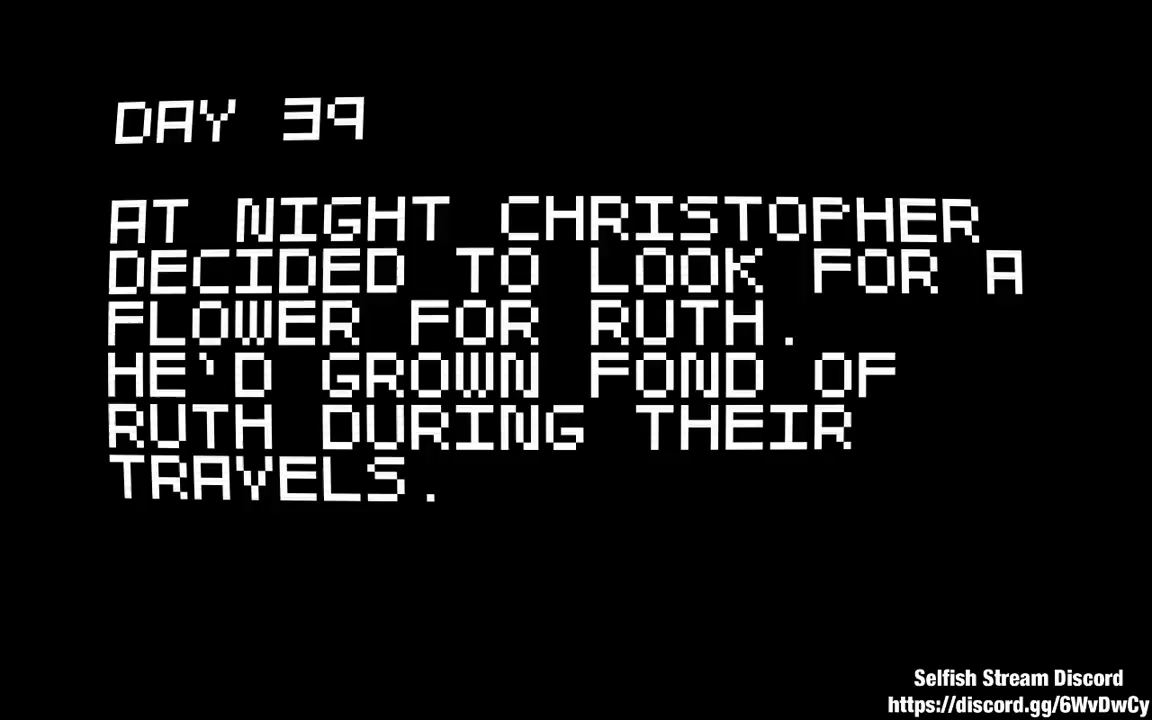 DAY 39
AT NIGHT CHRISTOPHER
DECIDED TO LOOK FOR A
FLOWER FOR RUTH.
HE'D GROWN FOND OF
RUTH DURING THEIR
TRAVELS.
Selfish Stream Discord
https://discord.gg/6WvDwCy